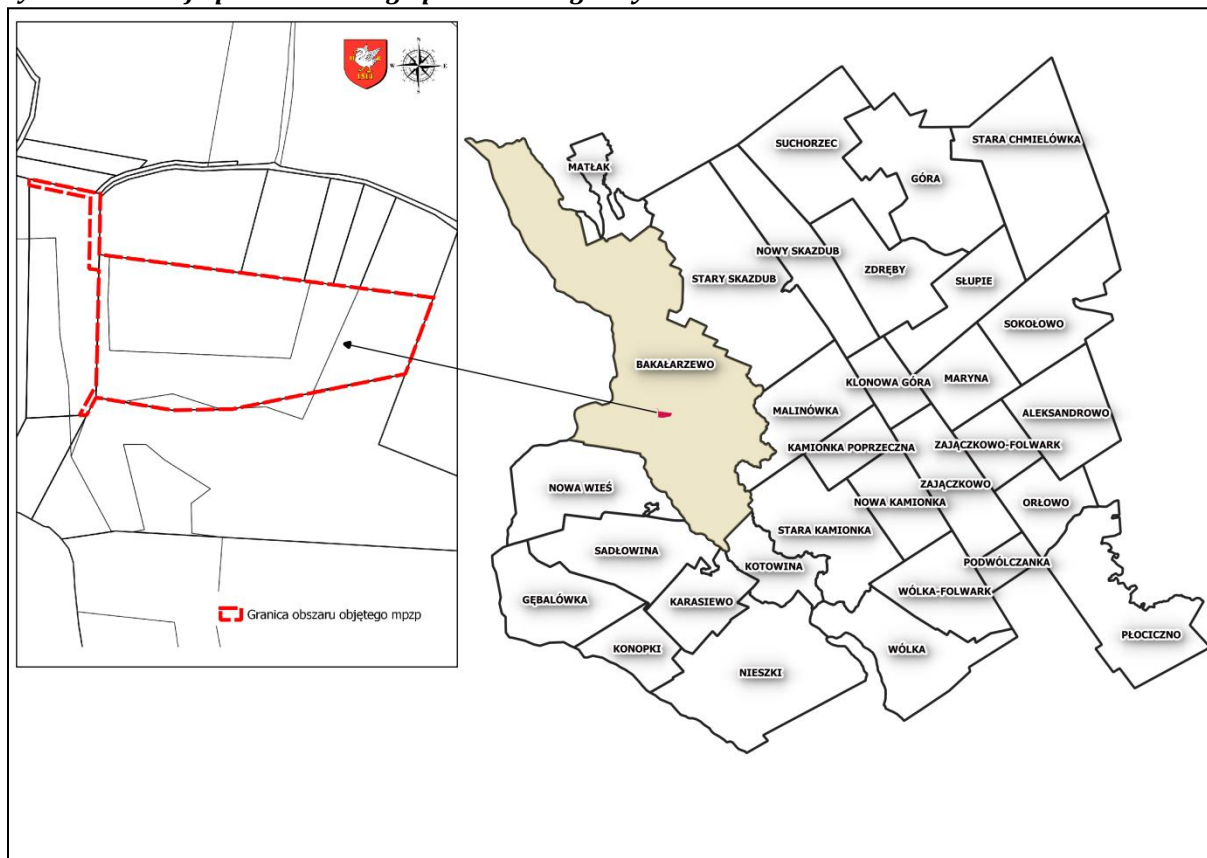 1514
N
W
E
S
Granica obszaru objętego mpzp
SUCHORZEC
STARA CHMIELÓWKA
MATŁAK
GÓRA
NOWY SKAZDUB
STARY SKAZDUB
ZDRĘBY
SŁUPIE
SOKOŁOWO
BAKAŁARZEWO
KLONOWA GÓRA
MARYNA
MALINÓWKA
ALEKSANDROWO
KAMIONKA POPRZECZNA
ZAJĄCZKOWO-FOLWARK
NOWA WIEŚ
ZAJĄCZKOWO
NOWA KAMIONKA
ORŁOWO
STARA KAMIONKA
SADŁOWINA
KOTOWINA
PODWÓLCZANKA
WÓLKA-FOLWARK
GĘBALÓWKA
KARASIEWO
PŁOCICZNO
KONOPKI
WÓLKA
NIESZKI